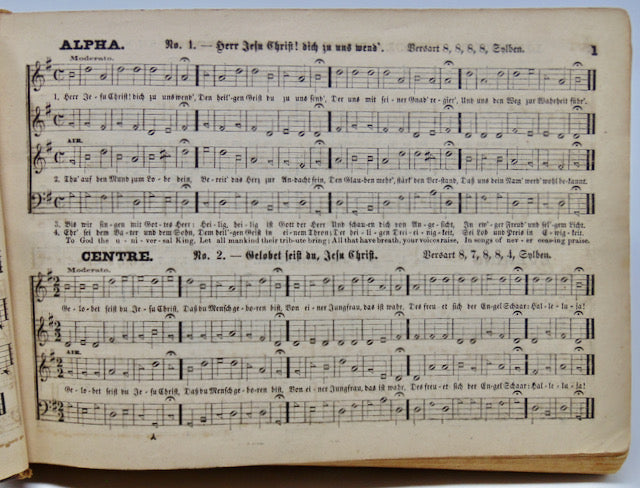 ALPHA. No. 1. — Herr Jesu Christ! dich zu uns wend'. Versart 8, 8, 8, 8, Sylben. 1
Moderato.
1. Herr Je - su Christ! dich zu uns wend', Den heil'-gen Geist du zu uns send', Der uns mit sei - ner Gnad' re - gier', Und uns den Weg zur Wahrheit führ'.
AIR.
2. Thu' auf den Mund zum Lo - be dein, Be - reit' das Herz zur An - dacht sein, Den Glau - ben mehr', stärk' den Ver - stand, Daß uns dein Nam' werd' wohl be - kannt.
3. Bis wir sin - gen mit Got - tes Heer: Hei - lig, hei - lig ist Gott der Herr Und schau - en dich von An - ge - sicht, In ew' - ger Freud' und sel' - gem Licht.
4. Ehr' sei dem Va - ter und dem Sohn, Dem heil' - gen Geist in ei - nem Thron; Der hei - li - gen Drei - ei - nig - keit, Sei Lob und Preis in E - wig - keit.
To God the u - ni - ver - sal King, Let all mankind their trib - ute bring; All that have breath, your voices raise, In songs of nev - er ceas - ing praise.
CENTRE. No. 2. — Gelobet seist du, Jesu Christ. Versart 8, 7, 8, 8, 4, Sylben.
Moderato.
Ge - lo - bet seist du Je - su Christ, Daß du Mensch ge - bo - ren bist, Von ei - ner Jungfrau, das ist wahr, Des freu - et sich der En - gel Schaar: Hal - le - lu - ja!
AIR.
Ge - lo - bet seist du Je - su Christ, Daß du Mensch ge - bo - ren bist, Von ei - ner Jungfrau, das ist wahr, Des freu - et sich der En - gel Schaar: Hal - le - lu - ja!
A